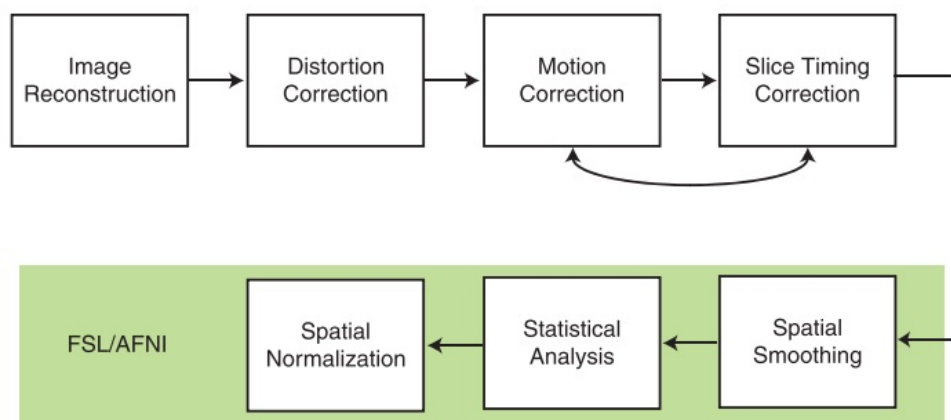 Image
Reconstruction
Distortion
Correction
Motion
Correction
Slice Timing
Correction
FSL/AFNI
Spatial
Normalization
Statistical
Analysis
Spatial
Smoothing